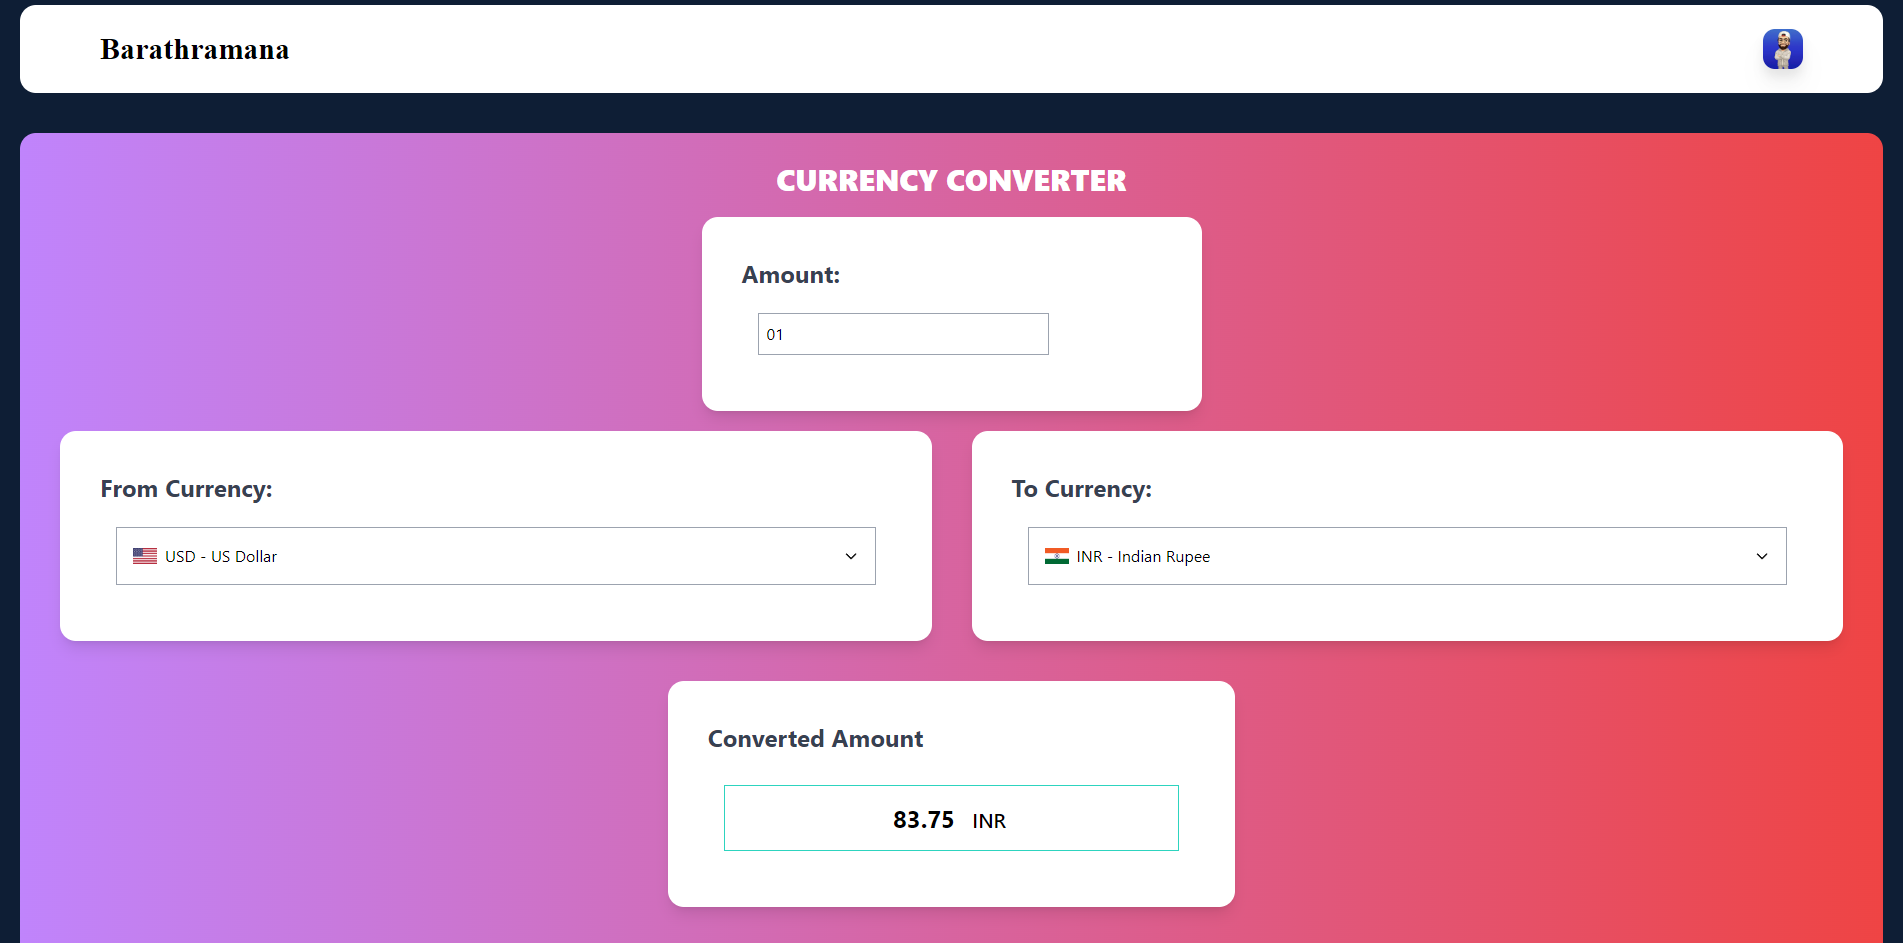 Barathramana
CURRENCY CONVERTER
Amount:
01
From Currency:
USD - US Dollar
To Currency:
INR - Indian Rupee
Converted Amount
83.75 INR